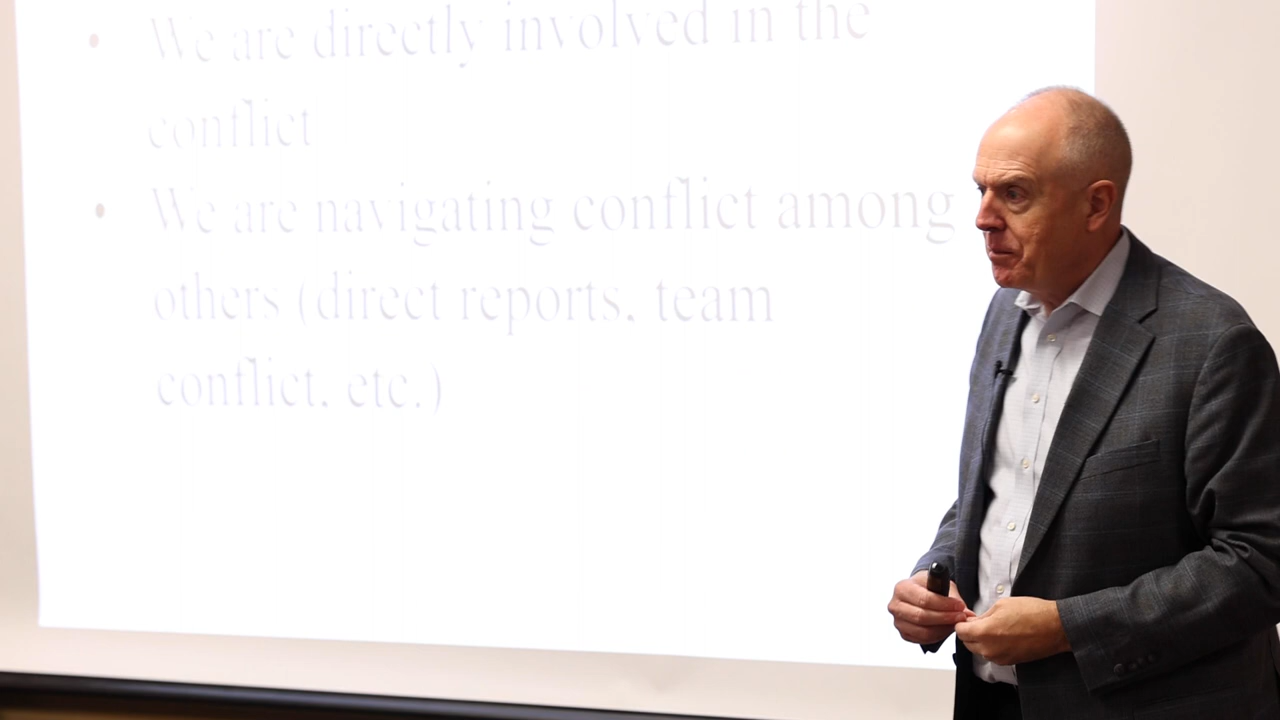 • We are directly involved in the
conflict
• We are navigating conflict among
others (direct reports, team
conflict, etc.)